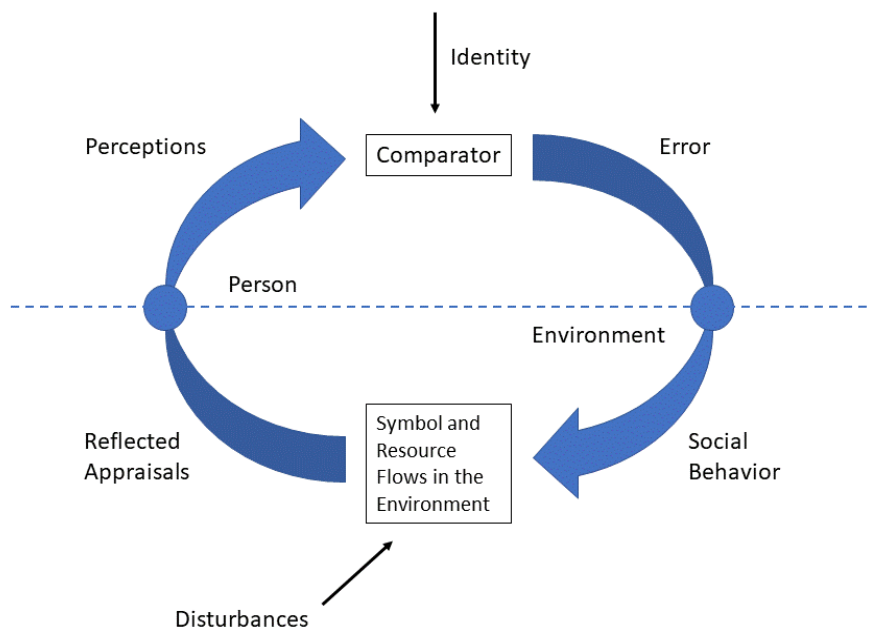 Identity
Perceptions
Comparator
Error
Person
Environment
Reflected
Appraisals
Symbol and
Resource
Flows in the
Environment
Social
Behavior
Disturbances